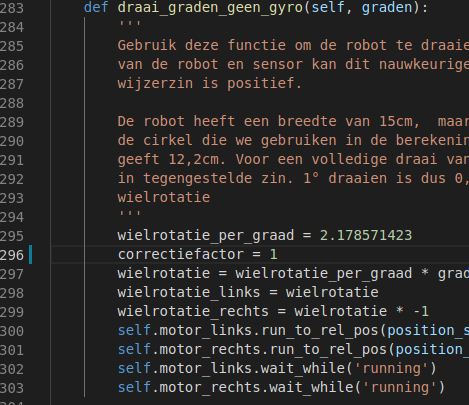 283 def draai_graden_geen_gyro(self, graden):
284 '''
285 Gebruik deze functie om de robot te draaie
286 van de robot en sensor kan dit nauwkeurige
287 wijzerzin is positief.
288
289 De robot heeft een breedte van 15cm, maar
290 de cirkel die we gebruiken in de berekenin
291 geeft 12,2cm. Voor een volledige draai van
292 in tegengestelde zin. 1° draaien is dus 0,
293 wielrotatie
294 '''
295 wielrotatie_per_graad = 2.178571423
296 correctiefactor = 1
297 wielrotatie = wielrotatie_per_graad * grad
298 wielrotatie_links = wielrotatie
299 wielrotatie_rechts = wielrotatie * -1
300 self.motor_links.run_to_rel_pos(position_s
301 self.motor_rechts.run_to_rel_pos(position_
302 self.motor_links.wait_while('running')
303 self.motor_rechts.wait_while('running')